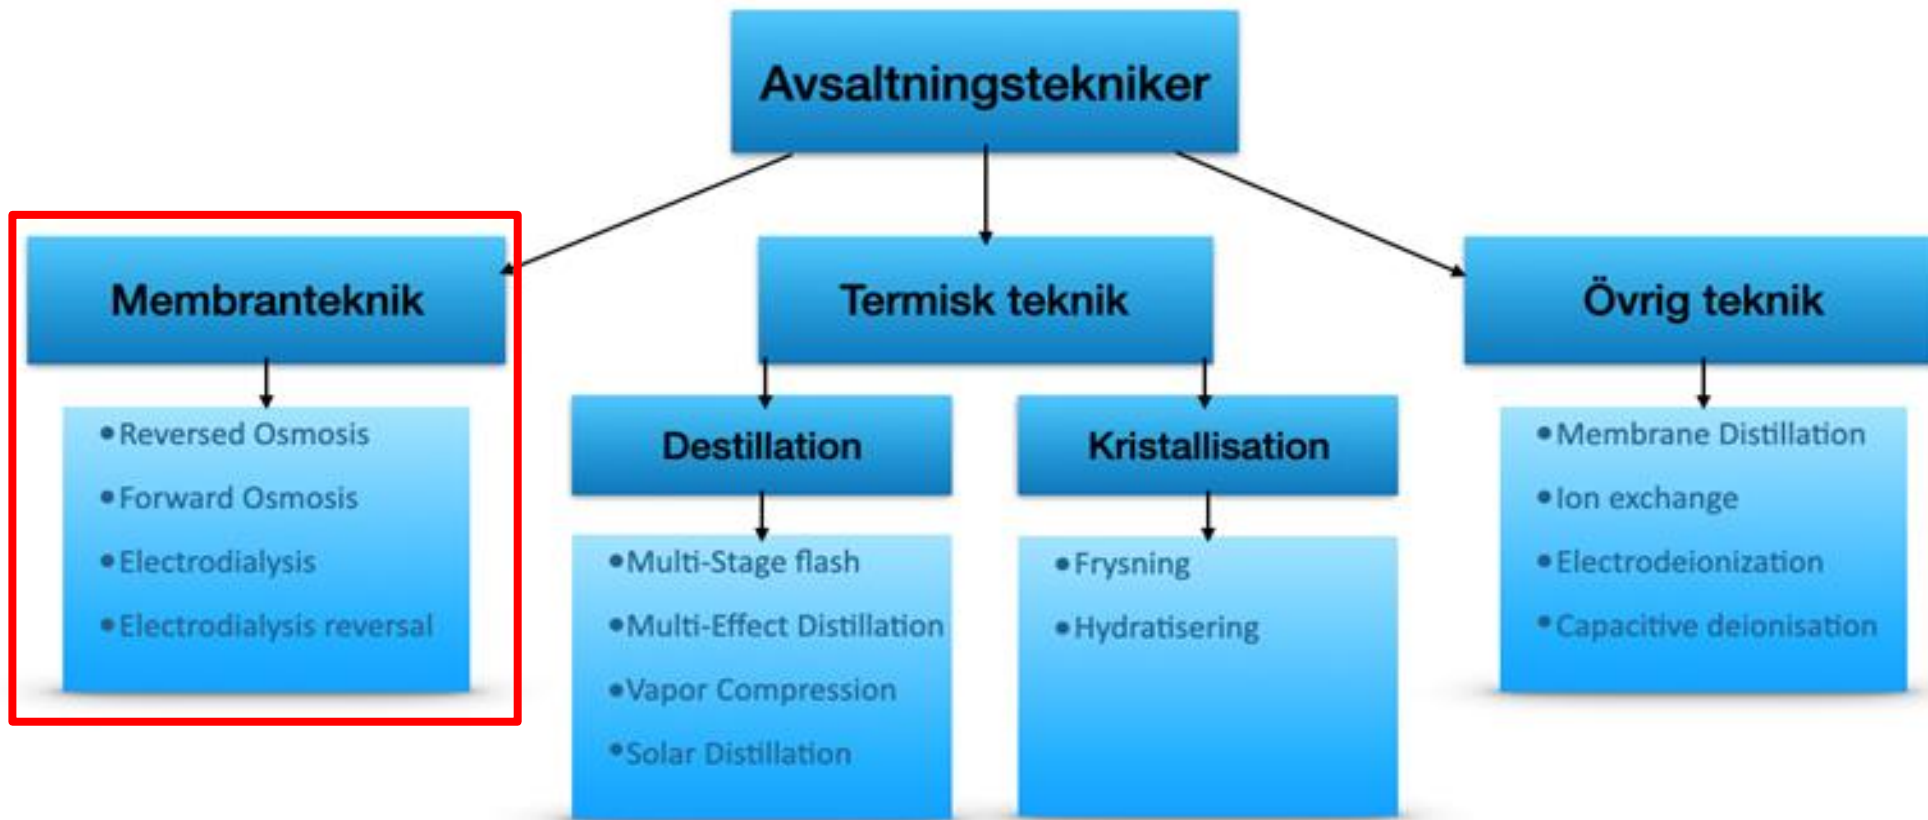 Avsaltningstekniker
Membranteknik
Reversed Osmosis
Forward Osmosis
Electrodialysis
Electrodialysis reversal
Termisk teknik
Destillation
Multi-Stage flash
Multi-Effect Distillation
Vapor Compression
Solar Distillation
Kristallisation
Frysning
Hydratisering
Övrig teknik
Membrane Distillation
Ion exchange
Electrodeionization
Capacitive deionisation